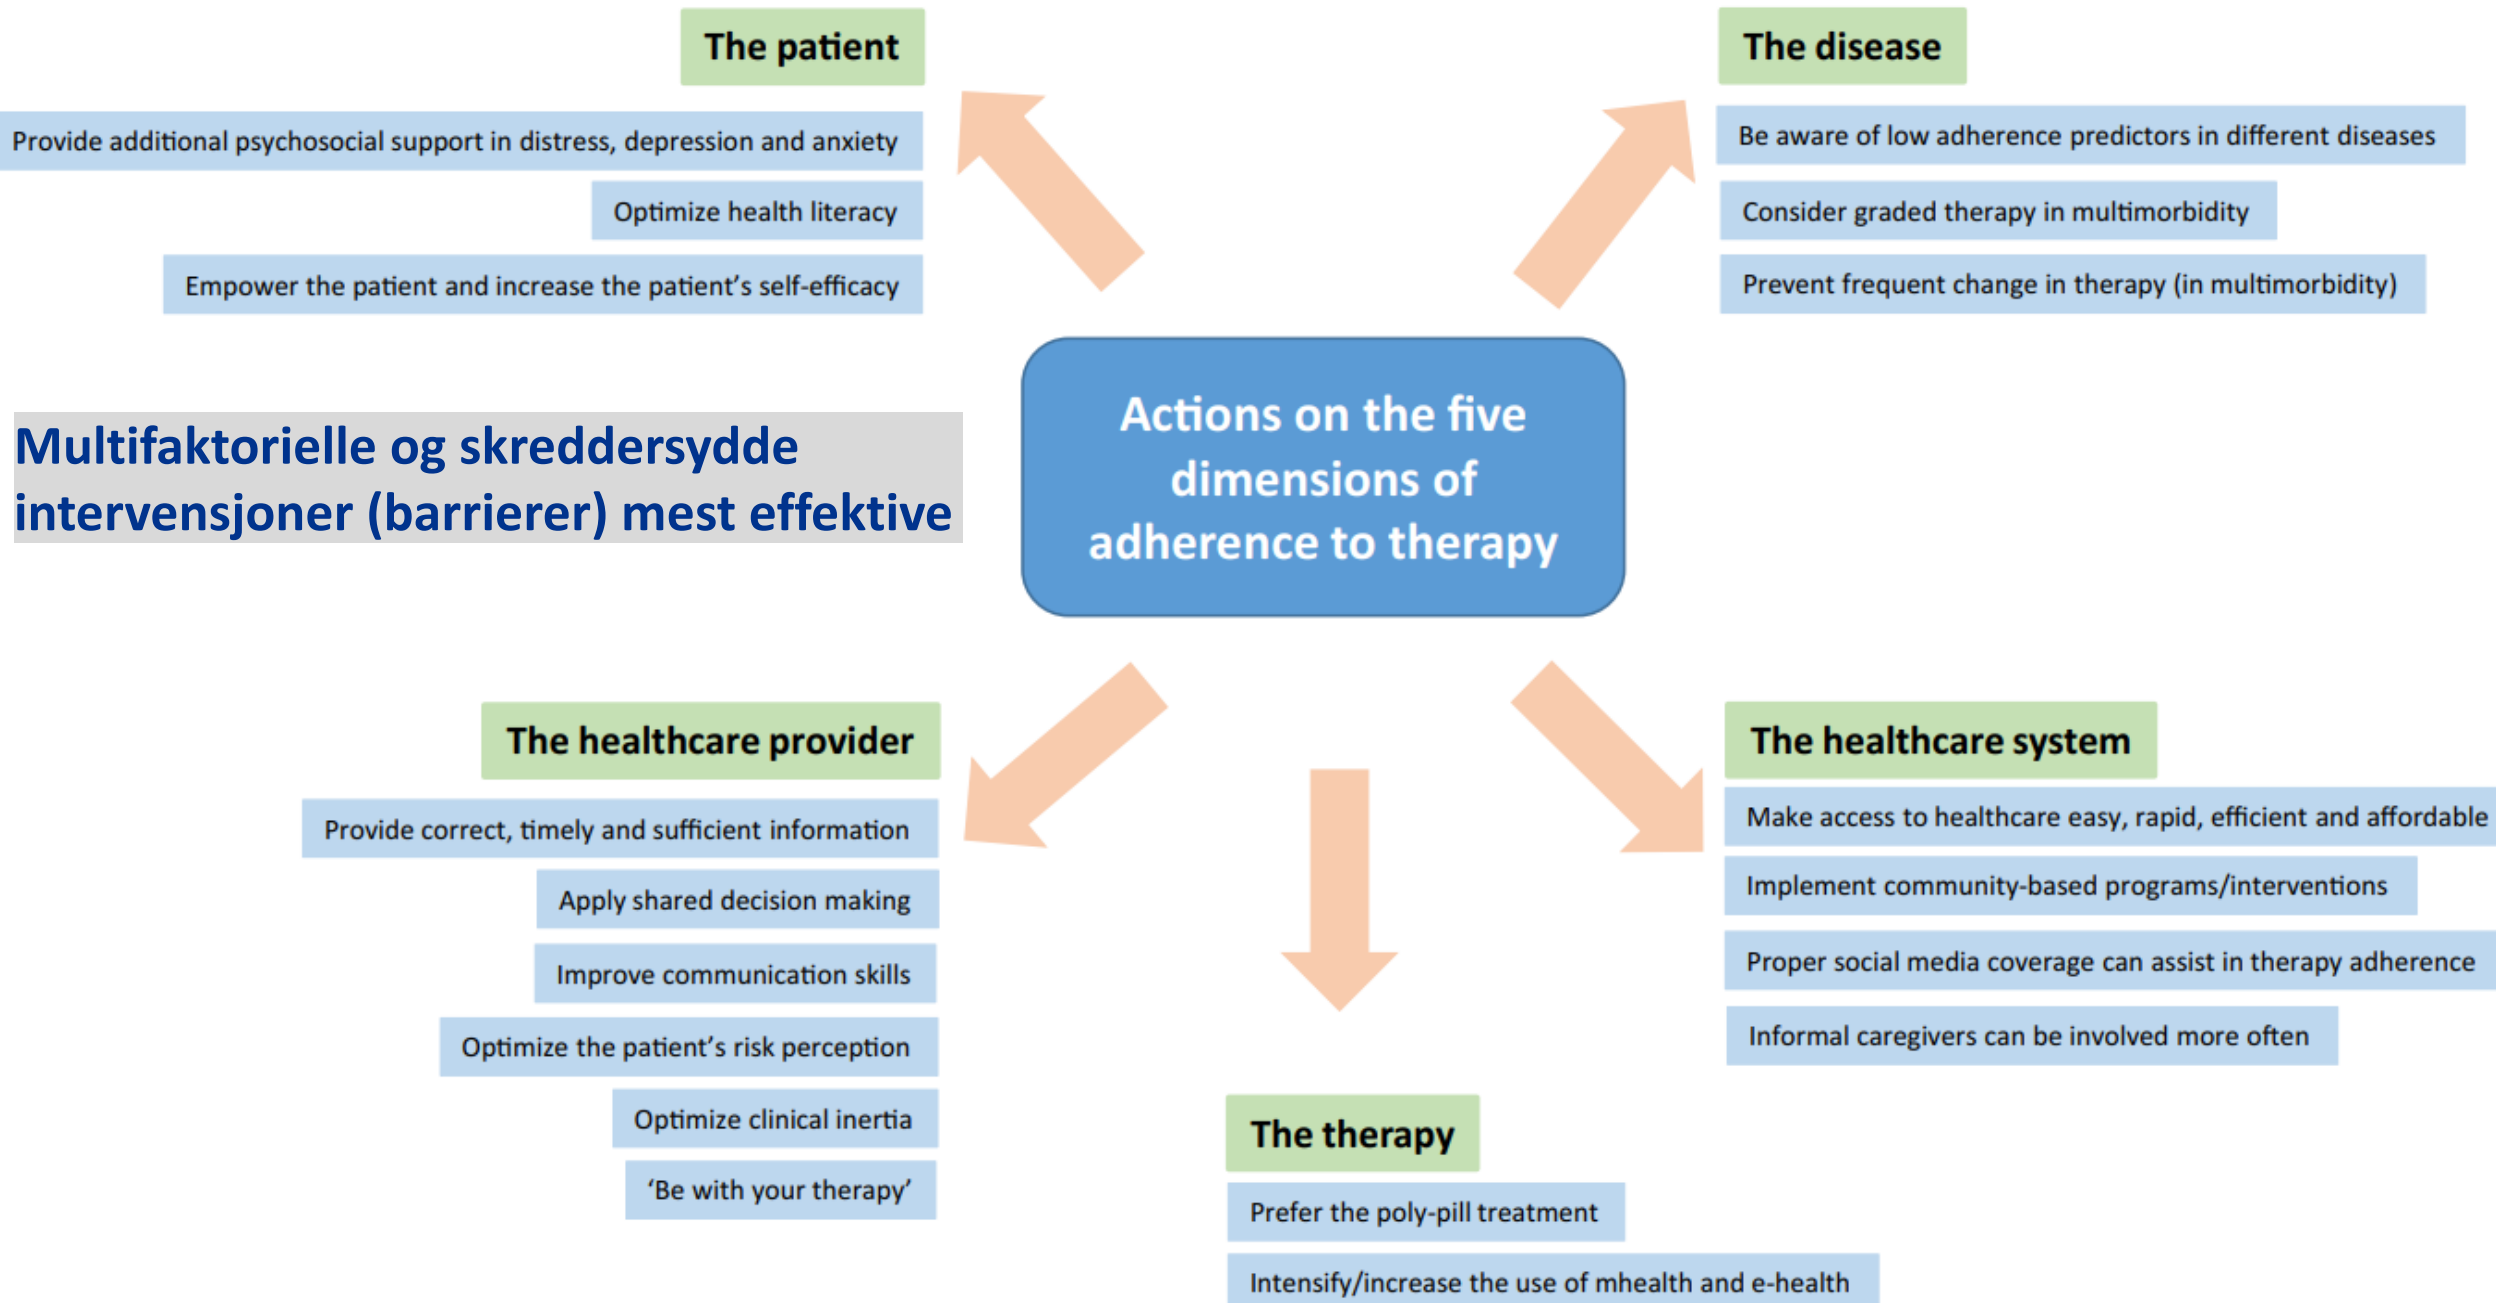 The patient
Provide additional psychosocial support in distress, depression and anxiety
Optimize health literacy
Empower the patient and increase the patient’s self-efficacy
The disease
Be aware of low adherence predictors in different diseases
Consider graded therapy in multimorbidity
Prevent frequent change in therapy (in multimorbidity)
Multifaktorielle og skreddersydde
intervensjoner (barrierer) mest effektive
Actions on the five
dimensions of
adherence to therapy
The healthcare provider
Provide correct, timely and sufficient information
Apply shared decision making
Improve communication skills
Optimize the patient’s risk perception
Optimize clinical inertia
‘Be with your therapy’
The healthcare system
Make access to healthcare easy, rapid, efficient and affordable
Implement community-based programs/interventions
Proper social media coverage can assist in therapy adherence
Informal caregivers can be involved more often
The therapy
Prefer the poly-pill treatment
Intensify/increase the use of mhealth and e-health